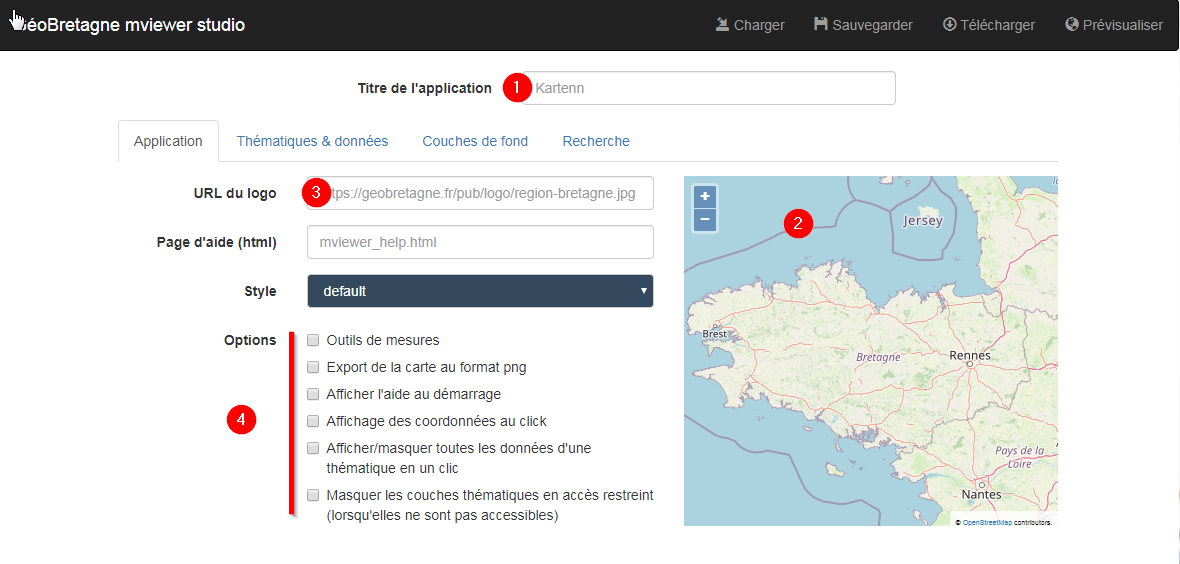 GéoBretagne mviewer studio
Charger
Sauvegarder
Télécharger
Prévisualiser
Titre de l'application
1
Kartenn
Application
Thématiques & données
Couches de fond
Recherche
URL du logo
3
ttps://geobretagne.fr/pub/logo/region-bretagne.jpg
Page d'aide (html)
mviewer_help.html
Style
default
Options
4
Outils de mesures
Export de la carte au format png
Afficher l'aide au démarrage
Affichage des coordonnées au click
Afficher/masquer toutes les données d'une
thématique en un clic
Masquer les couches thématiques en accès restreint
(lorsqu'elles ne sont pas accessibles)
+
−
2
Jersey
Brest
Bretagne
Rennes
Pays de la
Loire
Nantes
© OpenStreetMap contributors.